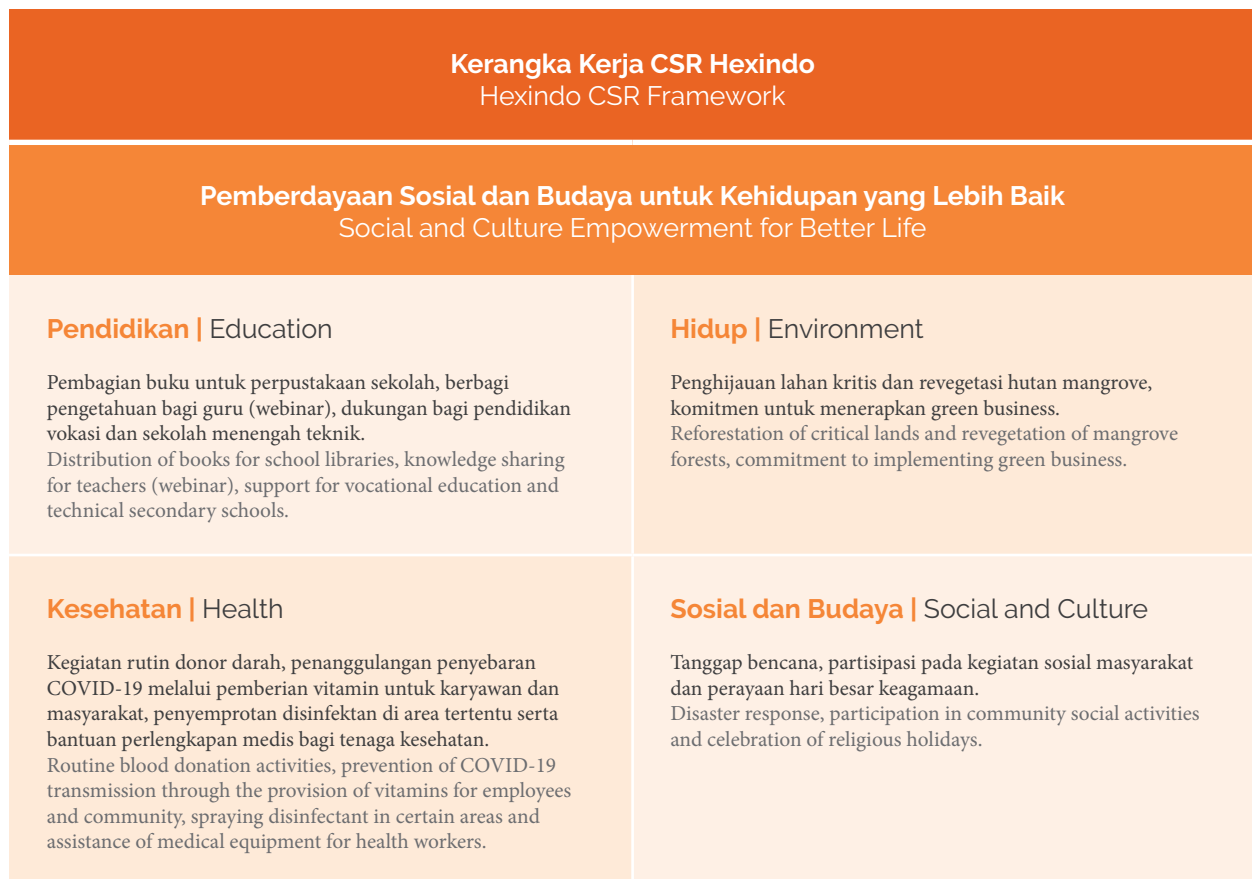 Kerangka Kerja CSR Hexindo
Hexindo CSR Framework
Pemberdayaan Sosial dan Budaya untuk Kehidupan yang Lebih Baik
Social and Culture Empowerment for Better Life
Pendidikan | Education
Pembagian buku untuk perpustakaan sekolah, berbagi
pengetahuan bagi guru (webinar), dukungan bagi pendidikan
vokasi dan sekolah menengah teknik.
Distribution of books for school libraries, knowledge sharing
for teachers (webinar), support for vocational education and
technical secondary schools.
Hidup | Environment
Penghijauan lahan kritis dan revegetasi hutan mangrove,
komitmen untuk menerapkan green business.
Reforestation of critical lands and revegetation of mangrove
forests, commitment to implementing green business.
Kesehatan | Health
Kegiatan rutin donor darah, penanggulangan penyebaran
COVID-19 melalui pemberian vitamin untuk karyawan dan
masyarakat, penyemprotan disinfektan di area tertentu serta
bantuan perlengkapan medis bagi tenaga kesehatan.
Routine blood donation activities, prevention of COVID-19
transmission through the provision of vitamins for employees
and community, spraying disinfectant in certain areas and
assistance of medical equipment for health workers.
Sosial dan Budaya | Social and Culture
Tanggap bencana, partisipasi pada kegiatan sosial masyarakat
dan perayaan hari besar keagamaan.
Disaster response, participation in community social activities
and celebration of religious holidays.